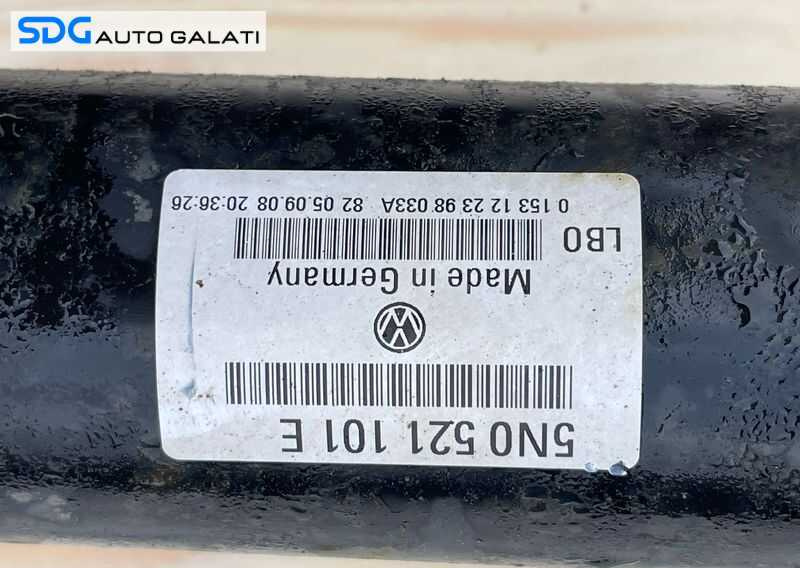 SDG AUTO GALATI
5N0 521 101 E
Made in Germany
LB0
0 153 12 23 98 033A 82 05.09.08 20:36:26